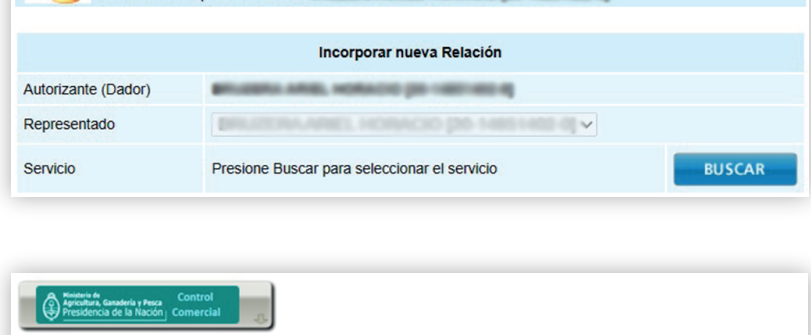 Incorporar nueva Relación
Autorizante (Dador)
Representado
Servicio Presione Buscar para seleccionar el servicio BUSCAR
Ministerio de
Agricultura, Ganadería y Pesca
Presidencia de la Nación
Control
Comercial